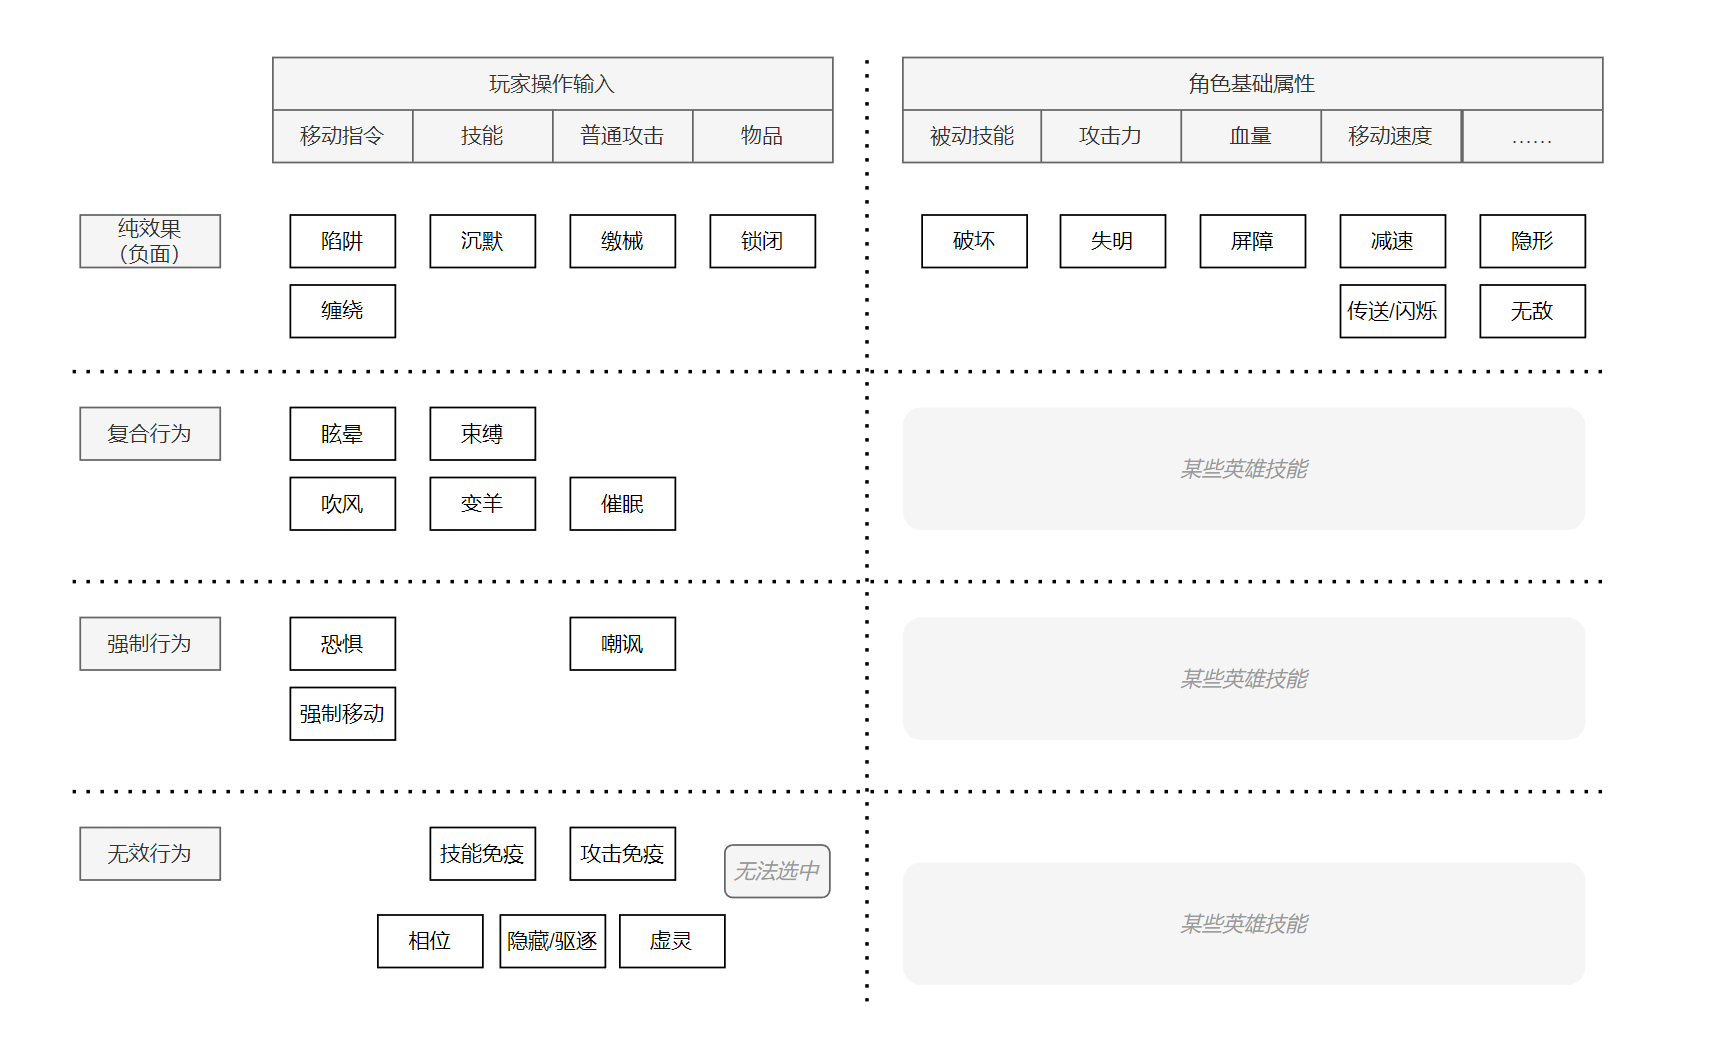 玩家操作输入
角色基础属性
移动指令
技能
普通攻击
物品
被动技能
攻击力
血量
移动速度
……
纯效果
（负面）
陷阱
沉默
缴械
锁闭
破坏
失明
屏障
减速
隐形
缠绕
传送/闪烁
无敌
复合行为
眩晕
束缚
吹风
变羊
催眠
某些英雄技能
强制行为
恐惧
嘲讽
强制移动
某些英雄技能
无效行为
技能免疫
攻击免疫
无法选中
相位
隐藏/驱逐
虚灵
某些英雄技能